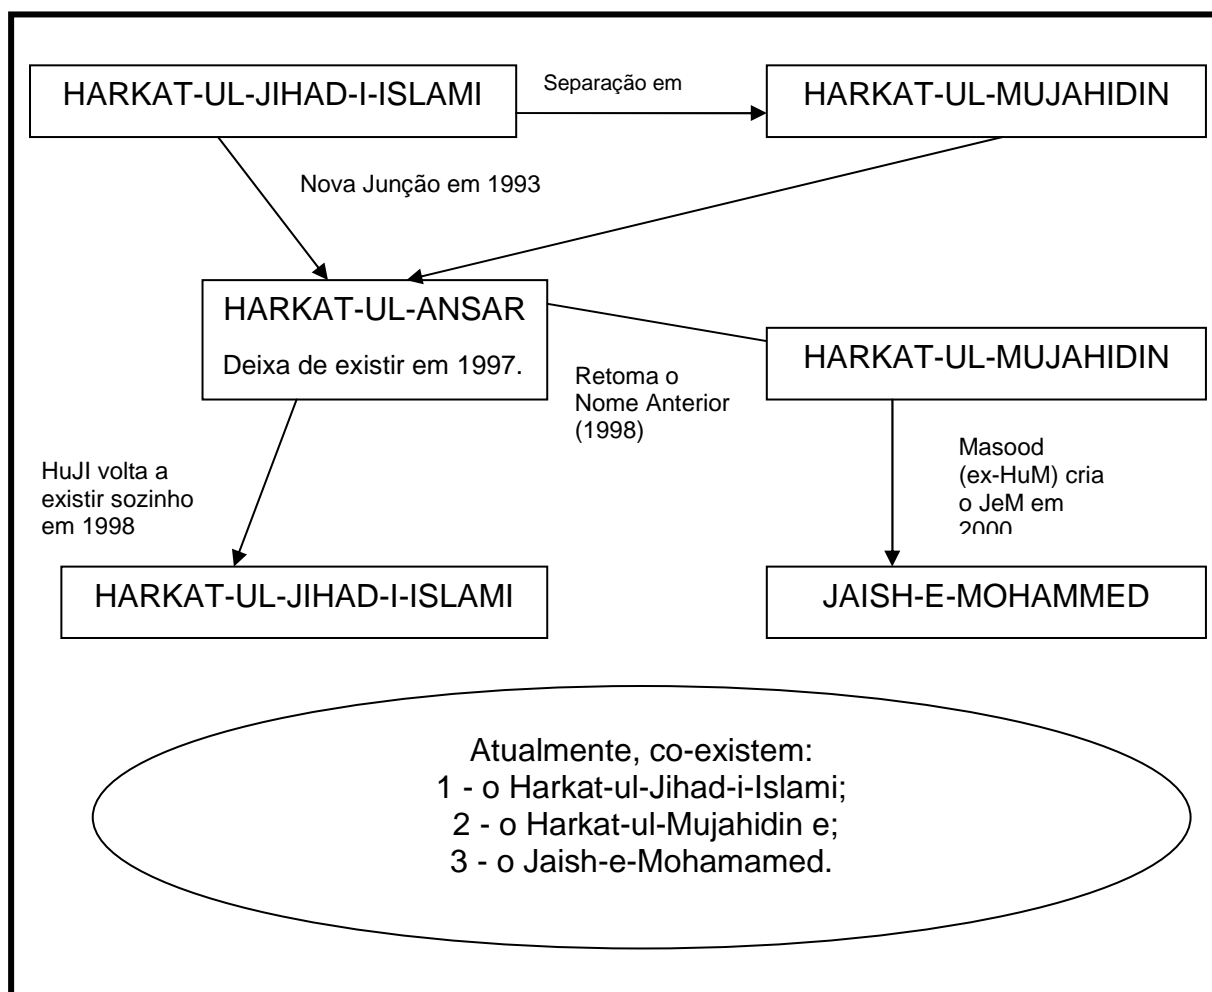 HARKAT-UL-JIHAD-I-ISLAMI
Separação em
HARKAT-UL-MUJAHIDIN
Nova Junção em 1993
HARKAT-UL-ANSAR
Deixa de existir em 1997.
HARKAT-UL-MUJAHIDIN
Retoma o
Nome Anterior
(1998)
HuJI volta a
existir sozinho
em 1998
Masood
(ex-HuM) cria
o JeM em
2000
HARKAT-UL-JIHAD-I-ISLAMI
JAISH-E-MOHAMMED
Atualmente, co-existem:
1 - o Harkat-ul-Jihad-i-Islami;
2 - o Harkat-ul-Mujahidin e;
3 - o Jaish-e-Mohamamed.